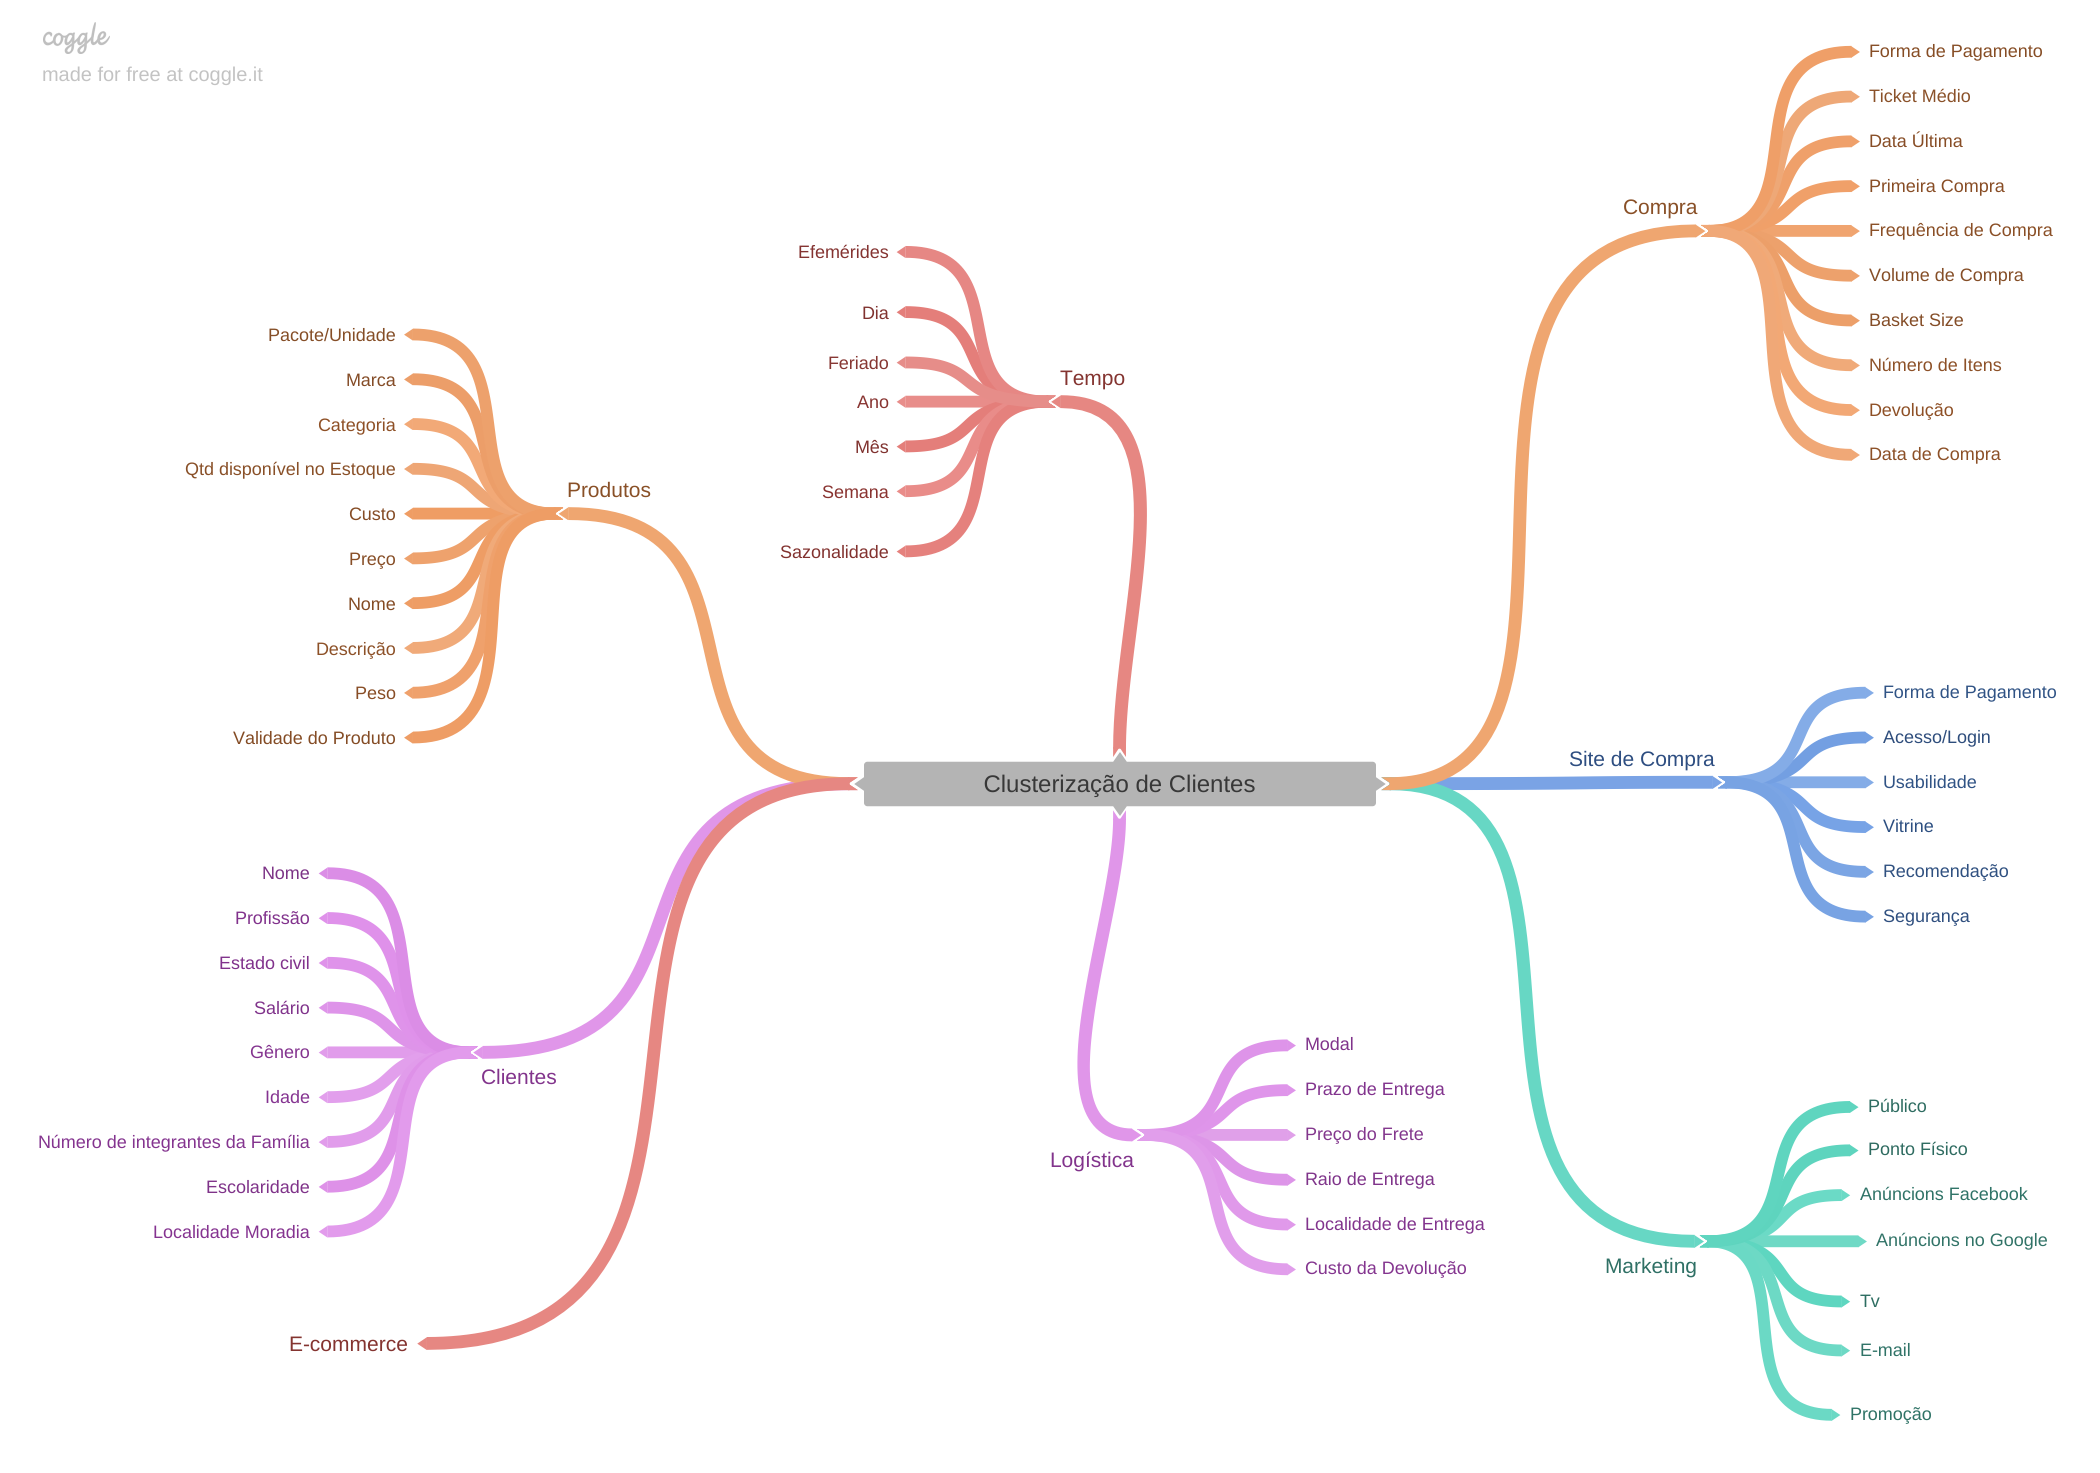 coggle
made for free at coggle.it
Clusterização de Clientes
Produtos
Pacote/Unidade
Marca
Categoria
Qtd disponível no Estoque
Custo
Preço
Nome
Descrição
Peso
Validade do Produto
Tempo
Efemérides
Dia
Feriado
Ano
Mês
Semana
Sazonalidade
Compra
Forma de Pagamento
Ticket Médio
Data Última
Primeira Compra
Frequência de Compra
Volume de Compra
Basket Size
Número de Itens
Devolução
Data de Compra
Site de Compra
Forma de Pagamento
Acesso/Login
Usabilidade
Vitrine
Recomendação
Segurança
Clientes
Nome
Profissão
Estado civil
Salário
Gênero
Idade
Número de integrantes da Família
Escolaridade
Localidade Moradia
E-commerce
Logística
Modal
Prazo de Entrega
Preço do Frete
Raio de Entrega
Localidade de Entrega
Custo da Devolução
Marketing
Público
Ponto Físico
Anúncions Facebook
Anúncions no Google
Tv
E-mail
Promoção